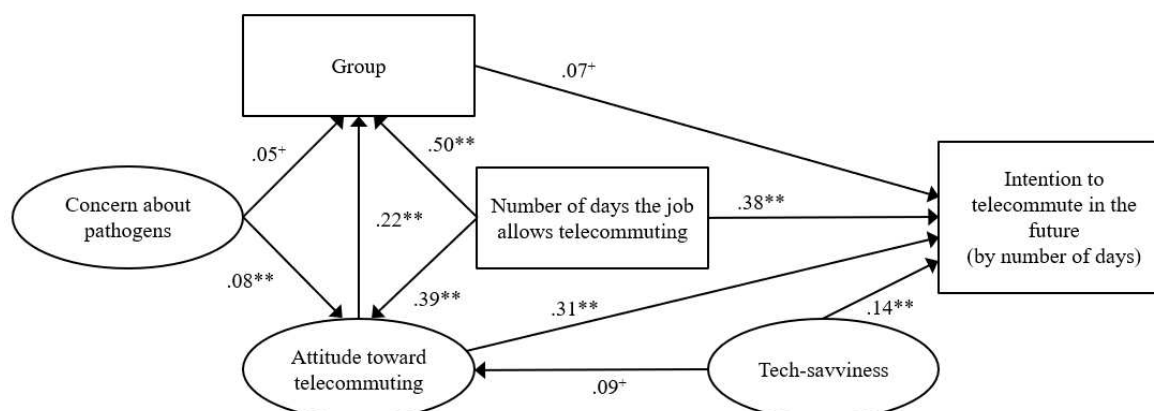 Group
.07+
.05+
.50**
Concern about
pathogens
.22**
Number of days the job
allows telecommuting
.38**
Intention to
telecommute in the
future
(by number of days)
.08**
.39**
.31**
.14**
Attitude toward
telecommuting
.09+
Tech-savviness